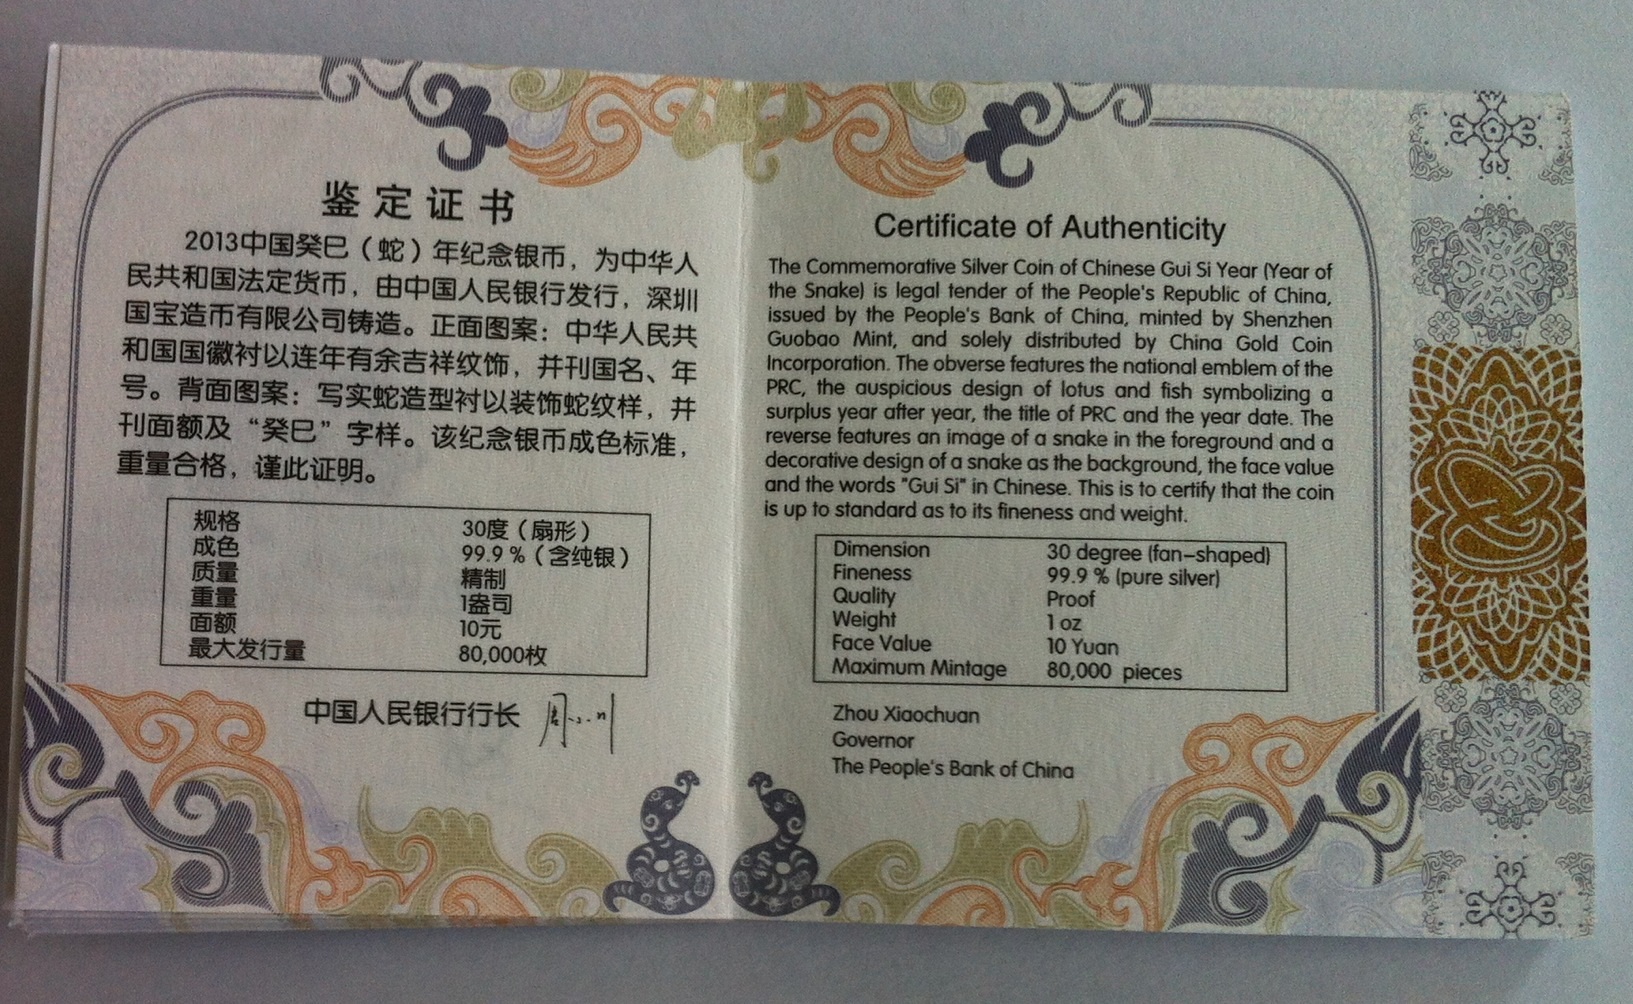 鉴定证书
2013中国癸巳（蛇）年纪念银币，为中华人
民共和国法定货币，由中国人民银行发行，深圳
国宝造币有限公司铸造。正面图案：中华人民共
和国国徽衬以连年有余吉祥纹饰，并刊国名、年
号。背面图案：写实蛇造型衬以装饰蛇纹样，并
刊面额及“癸巳”字样。该纪念银币成色标准，
重量合格，谨此证明。
规格 30度（扇形）
成色 99.9％（含纯银）
质量 精制
重量 1盎司
面额 10元
最大发行量 80,000枚
中国人民银行行长 周小川
Certificate of Authenticity
The Commemorative Silver Coin of Chinese Gui Si Year (Year of
the Snake) is legal tender of the People's Republic of China,
issued by the People's Bank of China, minted by Shenzhen
Guobao Mint, and solely distributed by China Gold Coin
Incorporation. The obverse features the national emblem of the
PRC, the auspicious design of lotus and fish symbolizing a
surplus year after year, the title of PRC and the year date. The
reverse features an image of a snake in the foreground and a
decorative design of a snake as the background, the face value
and the words "Gui Si" in Chinese. This is to certify that the coin
is up to standard as to its fineness and weight.
Dimension 30 degree (fan-shaped)
Fineness 99.9 % (pure silver)
Quality Proof
Weight 1 oz
Face Value 10 Yuan
Maximum Mintage 80,000 pieces
Zhou Xiaochuan
Governor
The People's Bank of China